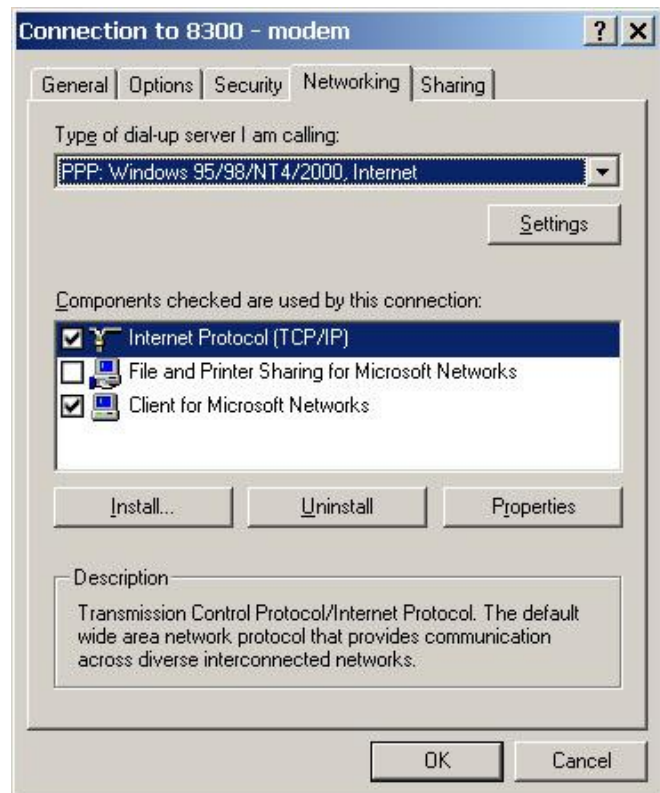 Connection to 8300 - modem
General Options Security Networking Sharing
Type of dial-up server I am calling:
PPP: Windows 95/98/NT4/2000, Internet
Settings
Components checked are used by this connection:
Internet Protocol (TCP/IP)
File and Printer Sharing for Microsoft Networks
Client for Microsoft Networks
Install... Uninstall Properties
Description
Transmission Control Protocol/Internet Protocol. The default
wide area network protocol that provides communication
across diverse interconnected networks.
OK Cancel